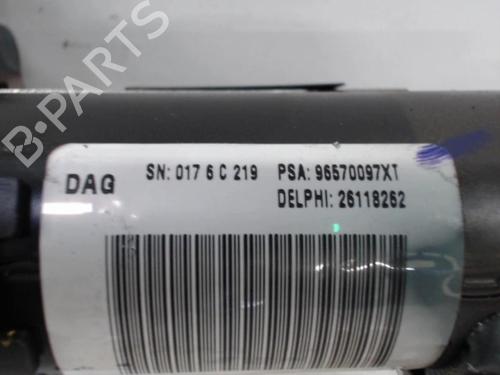 B-PARTS
DAG SN: 017 6 C 219 PSA: 96570097XT
DELPHI: 26118262